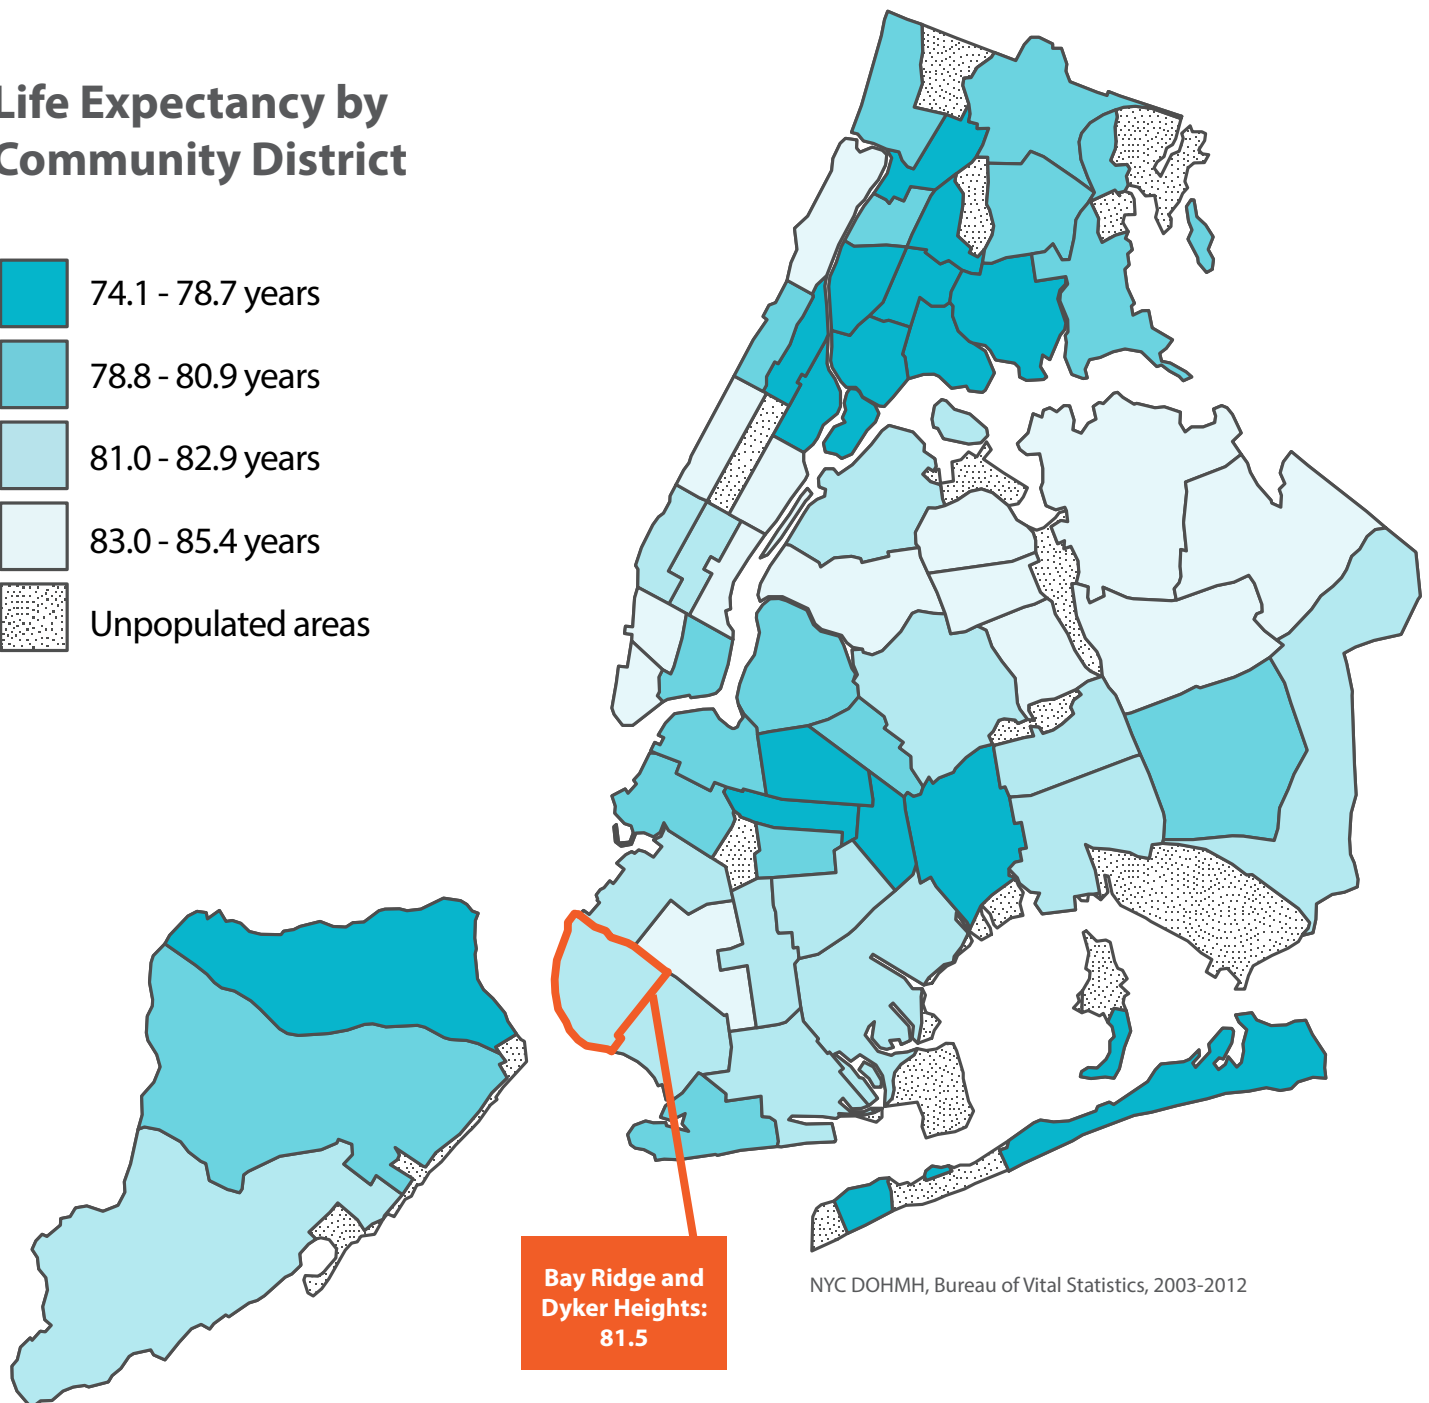 Life Expectancy by
Community District
74.1 - 78.7 years
78.8 - 80.9 years
81.0 - 82.9 years
83.0 - 85.4 years
Unpopulated areas
Bay Ridge and
Dyker Heights:
81.5
NYC DOHMH, Bureau of Vital Statistics, 2003-2012